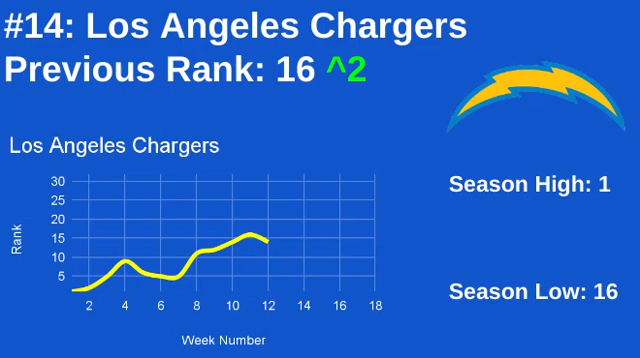 #14: Los Angeles Chargers
Previous Rank: 16 ^2
Los Angeles Chargers
Season High: 1
Season Low: 16
Rank
30
25
20
15
10
5
2 4 6 8 10 12 14 16 18
Week Number